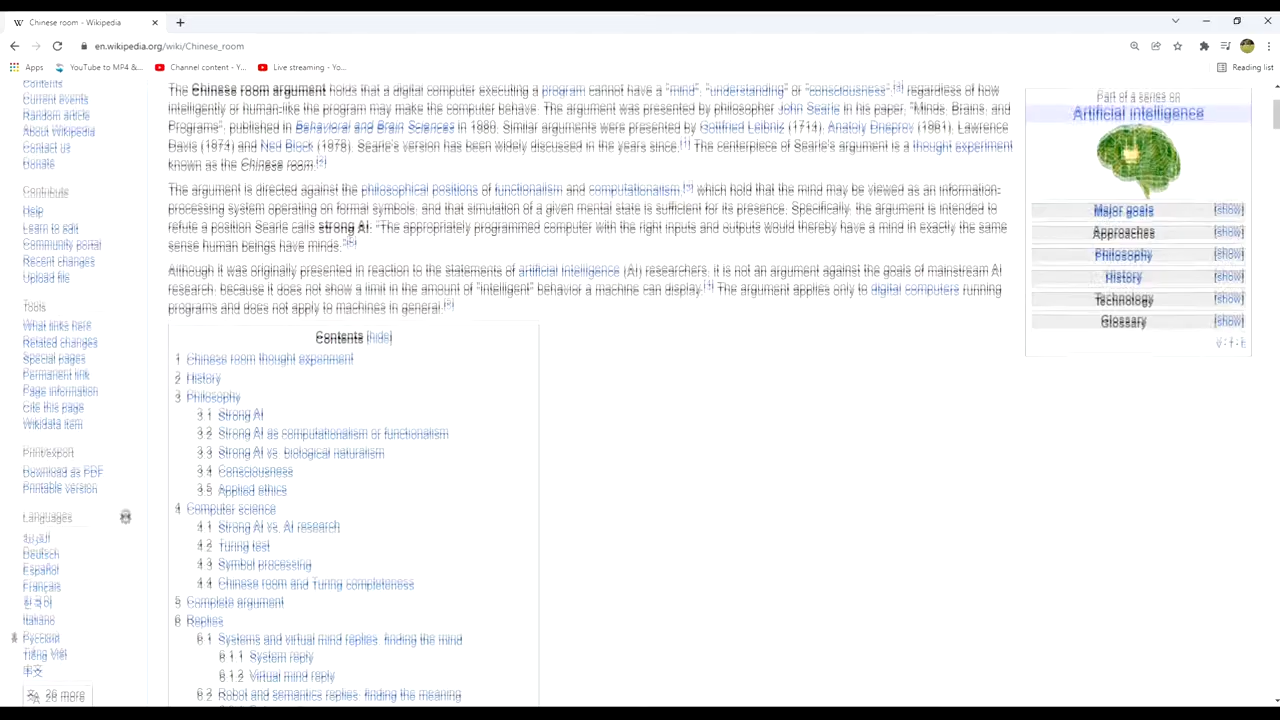 Chinese room - Wikipedia
en.wikipedia.org/wiki/Chinese_room
Apps
YouTube to MP4 &...
Channel content - Y...
Live streaming - Yo...
Reading list
Contents
Current events
Random article
About Wikipedia
Contact us
Donate
Contribute
Help
Learn to edit
Community portal
Recent changes
Upload file
Tools
What links here
Related changes
Special pages
Permanent link
Page information
Cite this page
Wikidata item
Print/export
Download as PDF
Printable version
Languages
Deutsch
Español
Français
한국어
Italiano
Русский
Tiếng Việt
中文
26 more
The Chinese room argument holds that a digital computer executing a program cannot have a "mind", "understanding" or "consciousness", regardless of how
intelligently or human-like the program may make the computer behave. The argument was presented by philosopher John Searle in his paper, "Minds, Brains, and
Programs", published in Behavioral and Brain Sciences in 1980. Similar arguments were presented by Gottfried Leibniz (1714), Anatoly Dneprov (1961), Lawrence
Davis (1974) and Ned Block (1978). Searle's version has been widely discussed in the years since.[1] The centerpiece of Searle's argument is a thought experiment
known as the Chinese room.
The argument is directed against the philosophical positions of functionalism and computationalism, which hold that the mind may be viewed as an information-
processing system operating on formal symbols, and that simulation of a given mental state is sufficient for its presence. Specifically, the argument is intended to
refute a position Searle calls strong AI: "The appropriately programmed computer with the right inputs and outputs would thereby have a mind in exactly the same
sense human beings have minds."
Although it was originally presented in reaction to the statements of artificial intelligence (AI) researchers, it is not an argument against the goals of mainstream AI
research, because it does not show a limit in the amount of "intelligent" behavior a machine can display. The argument applies only to digital computers running
programs and does not apply to machines in general.
Contents [hide]
1 Chinese room thought experiment
2 History
3 Philosophy
3.1 Strong AI
3.2 Strong AI as computationalism or functionalism
3.3 Strong AI vs. biological naturalism
3.4 Consciousness
3.5 Applied ethics
4 Computer science
4.1 Strong AI vs. AI research
4.2 Turing test
4.3 Symbol processing
4.4 Chinese room and Turing completeness
5 Complete argument
6 Replies
6.1 Systems and virtual mind replies: finding the mind
6.1.1 System reply
6.1.2 Virtual mind reply
6.2 Robot and semantics replies: finding the meaning
Part of a series on
Artificial intelligence
Major goals [show]
Approaches [show]
Philosophy [show]
History [show]
Technology [show]
Glossary [show]
V·T·E